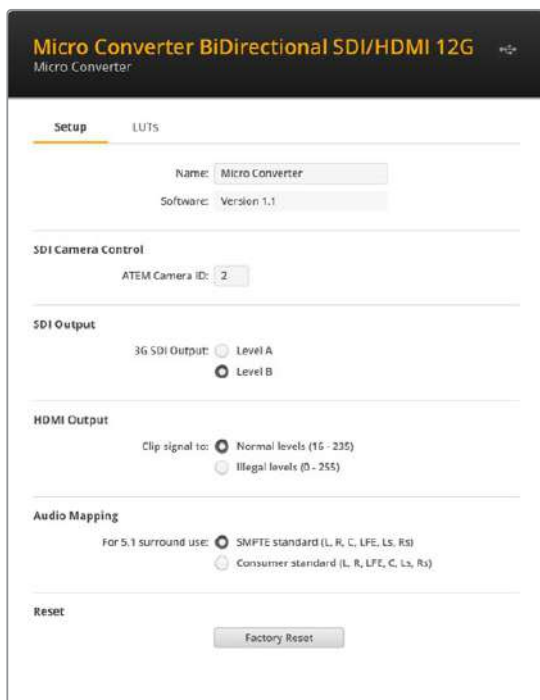 Micro Converter BiDirectional SDI/HDMI 12G
Micro Converter
Setup LUTs
Name: Micro Converter
Software: Version 1.1
SDI Camera Control
ATEM Camera ID: 2
SDI Output
3G SDI Output: Level A
Level B
HDMI Output
Clip signal to: Normal levels (16 - 235)
Illegal levels (0 - 255)
Audio Mapping
For 5.1 surround use: SMPTE standard (L, R, C, LFE, Ls, Rs)
Consumer standard (L, R, LFE, C, Ls, Rs)
Reset
Factory Reset